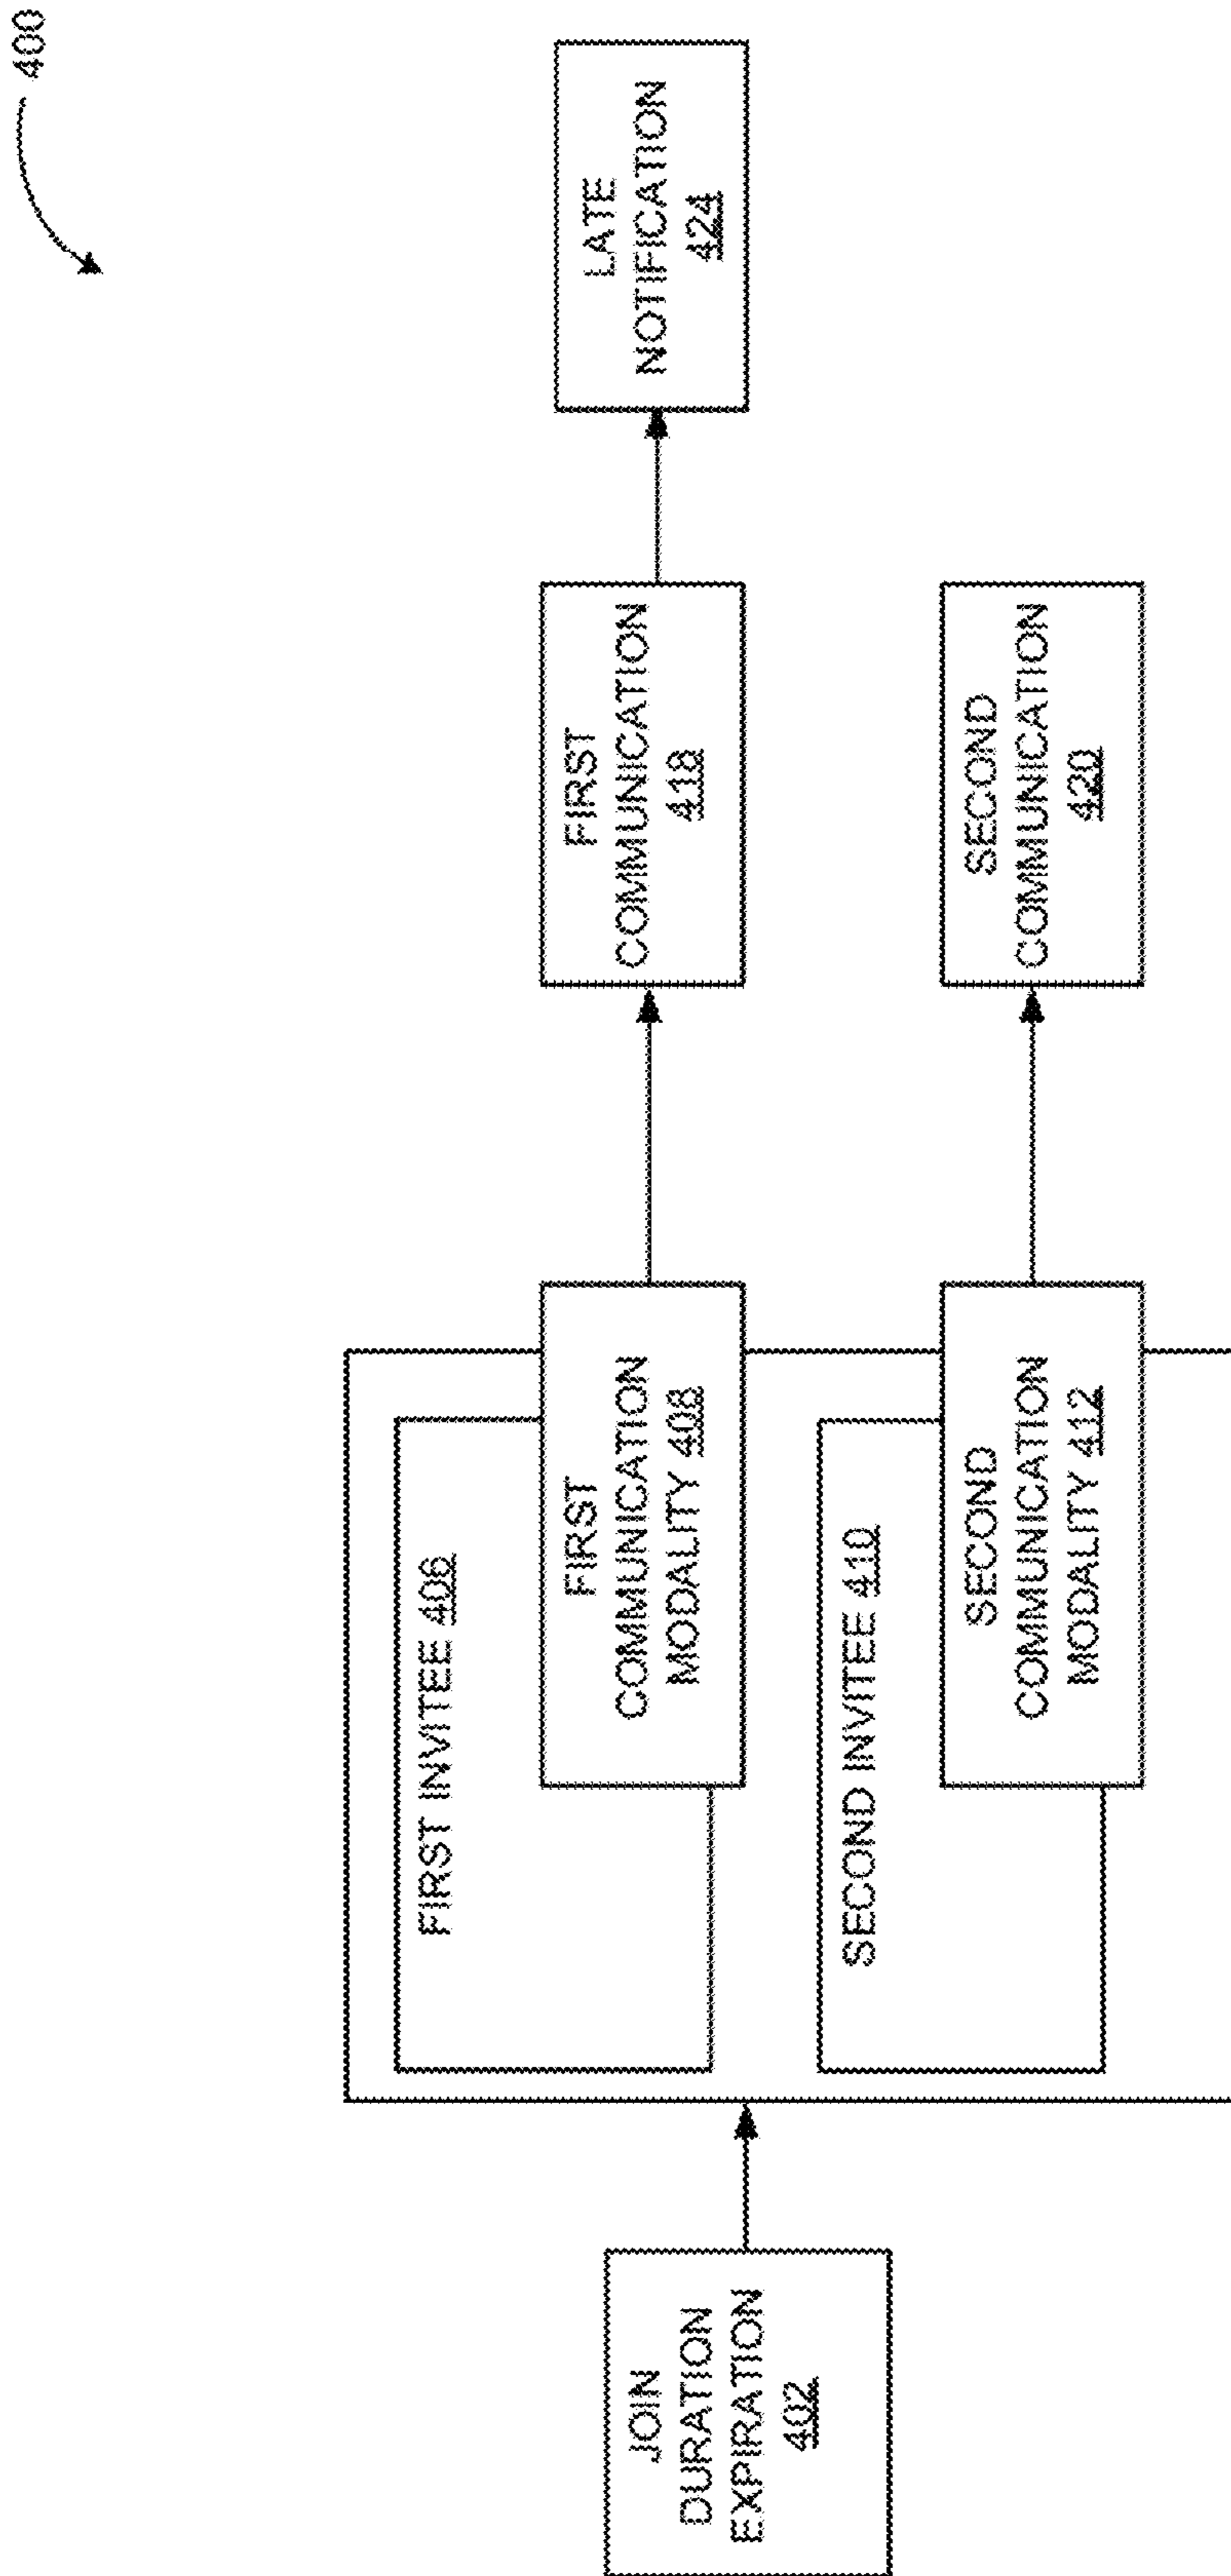 400
JOIN
DURATION
EXPIRATION
402
FIRST INVITEE 406
FIRST
COMMUNICATION
MODALITY 408
SECOND INVITEE 410
SECOND
COMMUNICATION
MODALITY 412
FIRST
COMMUNICATION
418
SECOND
COMMUNICATION
420
LATE
NOTIFICATION
424